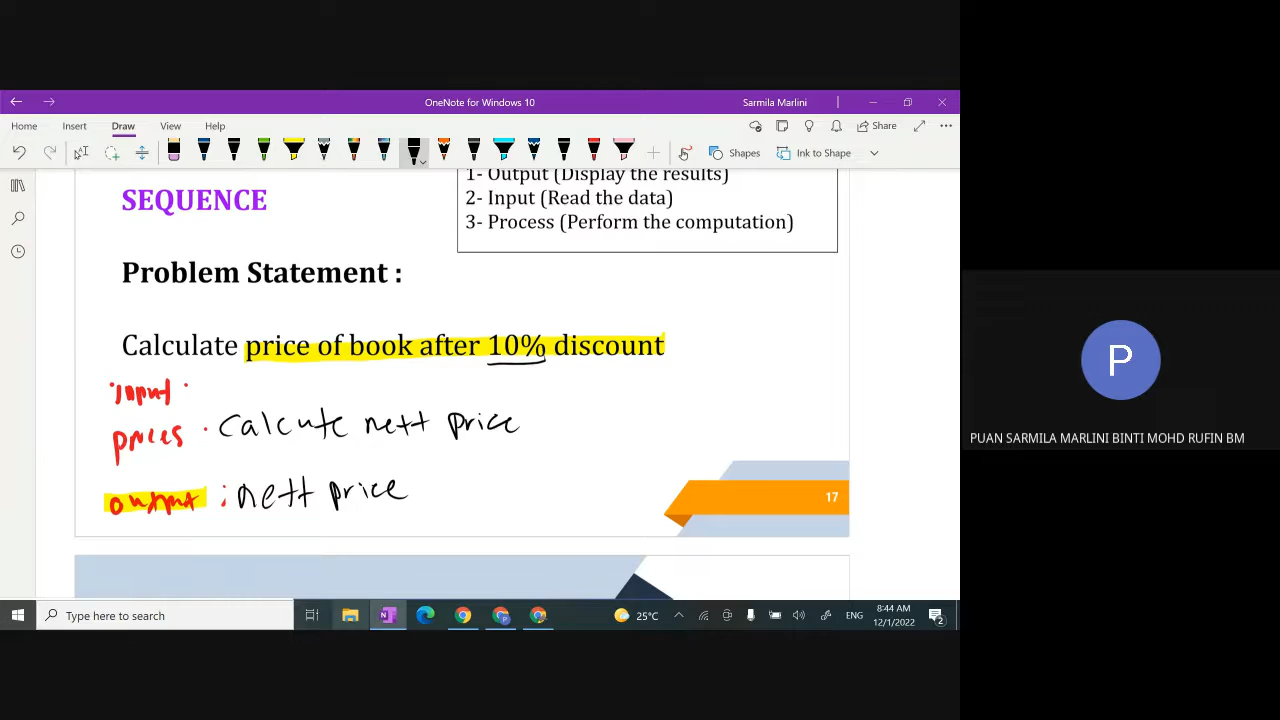 OneNote for Windows 10
Sarmila Marlini
Home Insert Draw View Help
Share
Shapes
Ink to Shape
1- Output (Display the results)
SEQUENCE
2- Input (Read the data)
3- Process (Perform the computation)
Problem Statement :
Calculate price of book after 10% discount
Input
prices . Calcute nett price
output : nett price
17
P
PUAN SARMILA MARLINI BINTI MOHD RUFIN BM
Type here to search
25°C
ENG
8:44 AM
12/1/2022
2